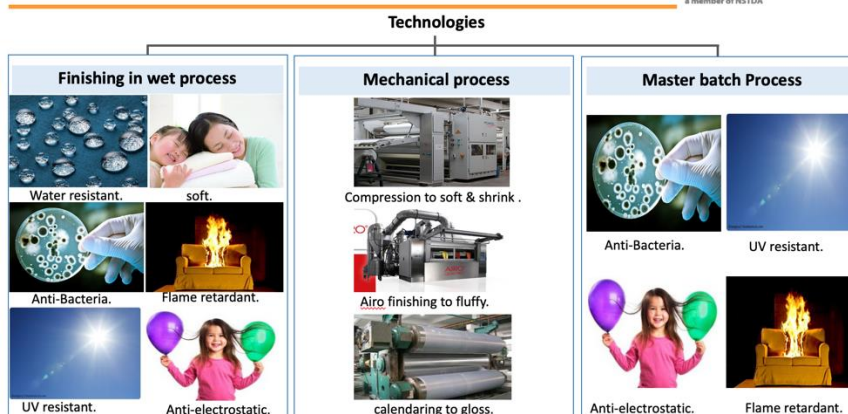 a member of NSTDA
Technologies
Finishing in wet process
Water resistant.
soft.
Anti-Bacteria.
Flame retardant.
UV resistant.
Anti-electrostatic.
Mechanical process
Compression to soft & shrink .
Airo finishing to fluffy.
calendaring to gloss.
Master batch Process
Anti-Bacteria.
UV resistant.
Anti-electrostatic.
Flame retardant.